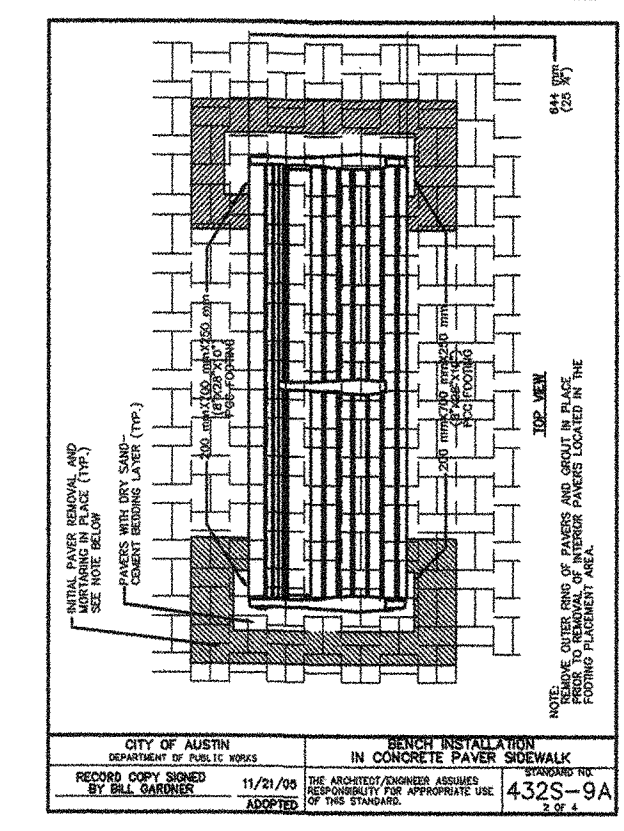 644 mm
(25 ¼")
200 mmX700 mmX250 mm
(8"X28"X10")
PCC FOOTING
200 mmX700 mmX250 mm
(8"X28"X10")
PCC FOOTING
INITIAL PAVER REMOVAL AND
MORTARING IN PLACE (TYP.)
SEE NOTE BELOW
PAVERS WITH DRY SAND-
CEMENT BEDDING LAYER (TYP.)
TOP VIEW
NOTE:
REMOVE OUTER RING OF PAVERS AND GROUT IN PLACE
PRIOR TO REMOVAL OF INTERIOR PAVERS LOCATED IN THE
FOOTING PLACEMENT AREA.
CITY OF AUSTIN
DEPARTMENT OF PUBLIC WORKS
BENCH INSTALLATION
IN CONCRETE PAVER SIDEWALK
RECORD COPY SIGNED
BY BILL GARDNER
11/21/05
ADOPTED
THE ARCHITECT/ENGINEER ASSUMES
RESPONSIBILITY FOR APPROPRIATE USE
OF THIS STANDARD.
STANDARD NO.
432S-9A
2 OF 4